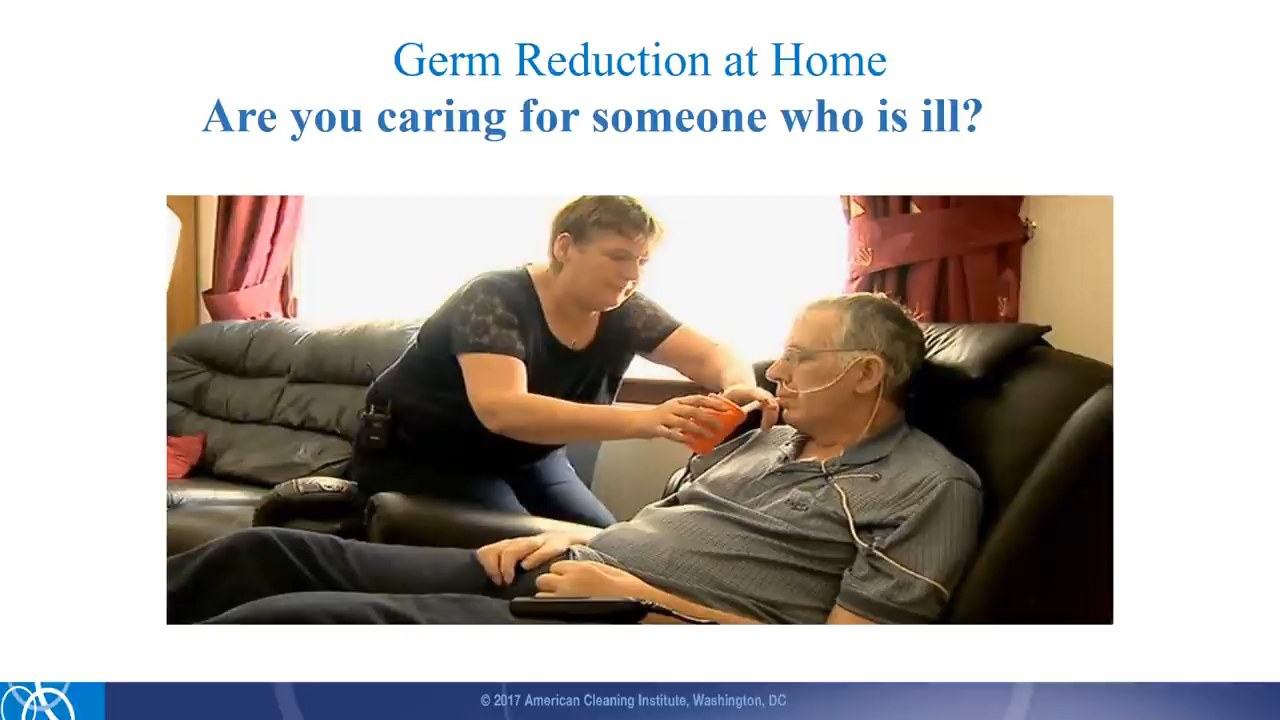 Germ Reduction at Home
Are you caring for someone who is ill?
© 2017 American Cleaning Institute, Washington, DC